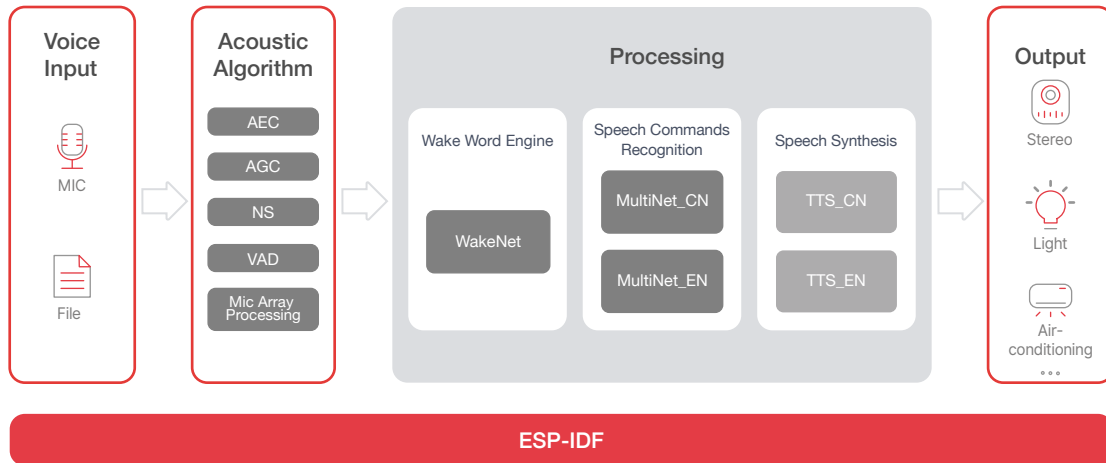 Voice
Input
MIC
File
Acoustic
Algorithm
AEC
AGC
NS
VAD
Mic Array
Processing
Processing
Wake Word Engine
WakeNet
Speech Commands
Recognition
MultiNet_CN
MultiNet_EN
Speech Synthesis
TTS_CN
TTS_EN
Output
Stereo
Light
Air-
conditioning
ESP-IDF